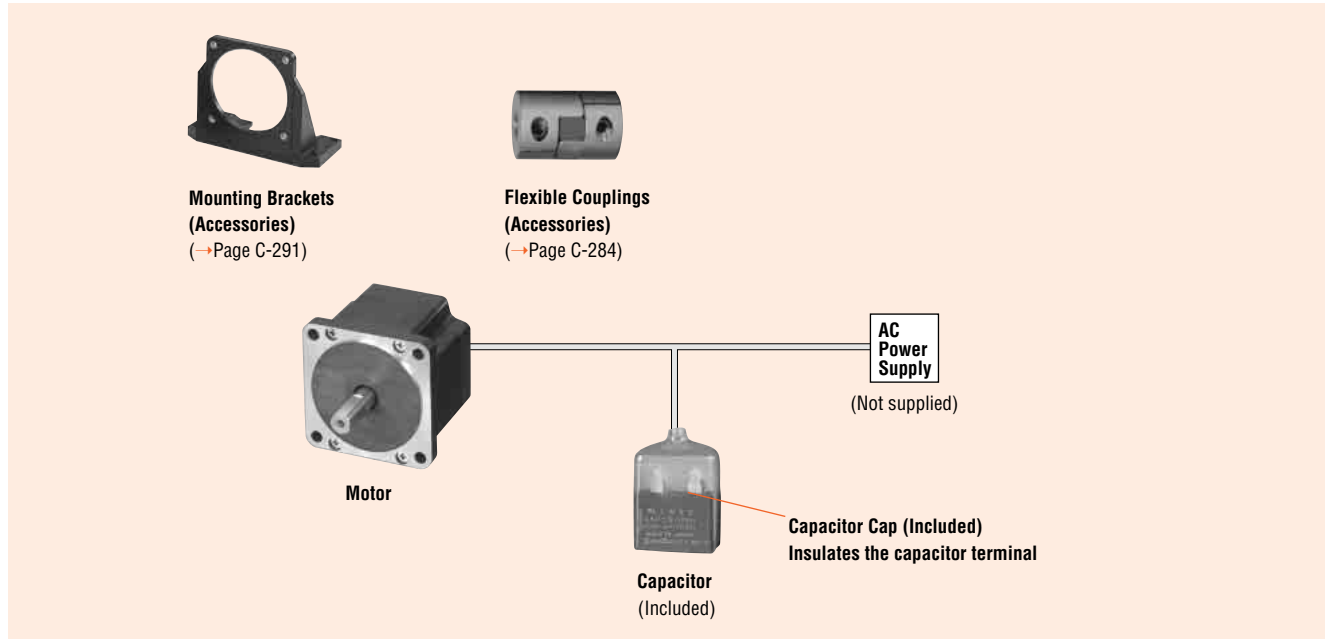 Mounting Brackets
(Accessories)
(→Page C-291)
Flexible Couplings
(Accessories)
(→Page C-284)
AC
Power
Supply
(Not supplied)
Motor
Capacitor Cap (Included)
Insulates the capacitor terminal
Capacitor
(Included)